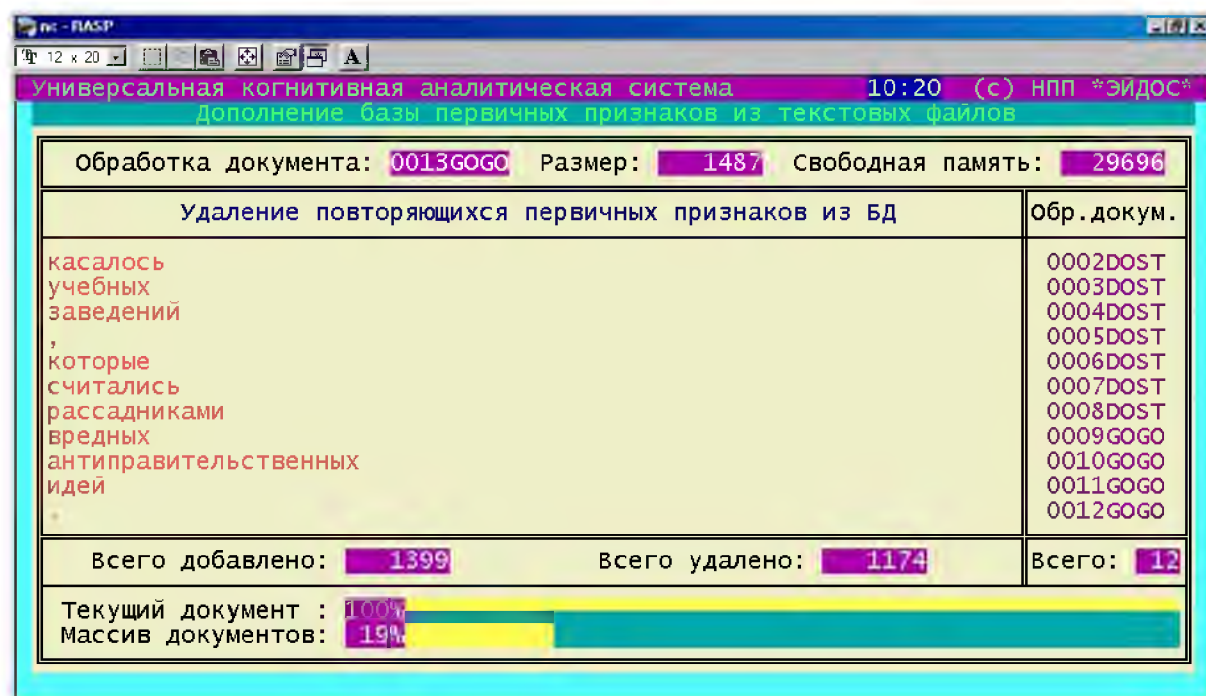 nc - RASP
12 x 20
A
Универсальная когнитивная аналитическая система 10:20 (c) НПП *ЭЙДОС*
Дополнение базы первичных признаков из текстовых файлов
Обработка документа: 0013GOGO Размер: 1487 Свободная память: 29696
Удаление повторяющихся первичных признаков из БД Обр.докум.
касалось 0002DOST
учебных 0003DOST
заведений 0004DOST
, 0005DOST
которые 0006DOST
считались 0007DOST
рассадниками 0008DOST
вредных 0009GOGO
антиправительственных 0010GOGO
идей 0011GOGO
. 0012GOGO
Всего добавлено: 1399 Всего удалено: 1174 Всего: 12
Текущий документ : 100%
Массив документов: 19%